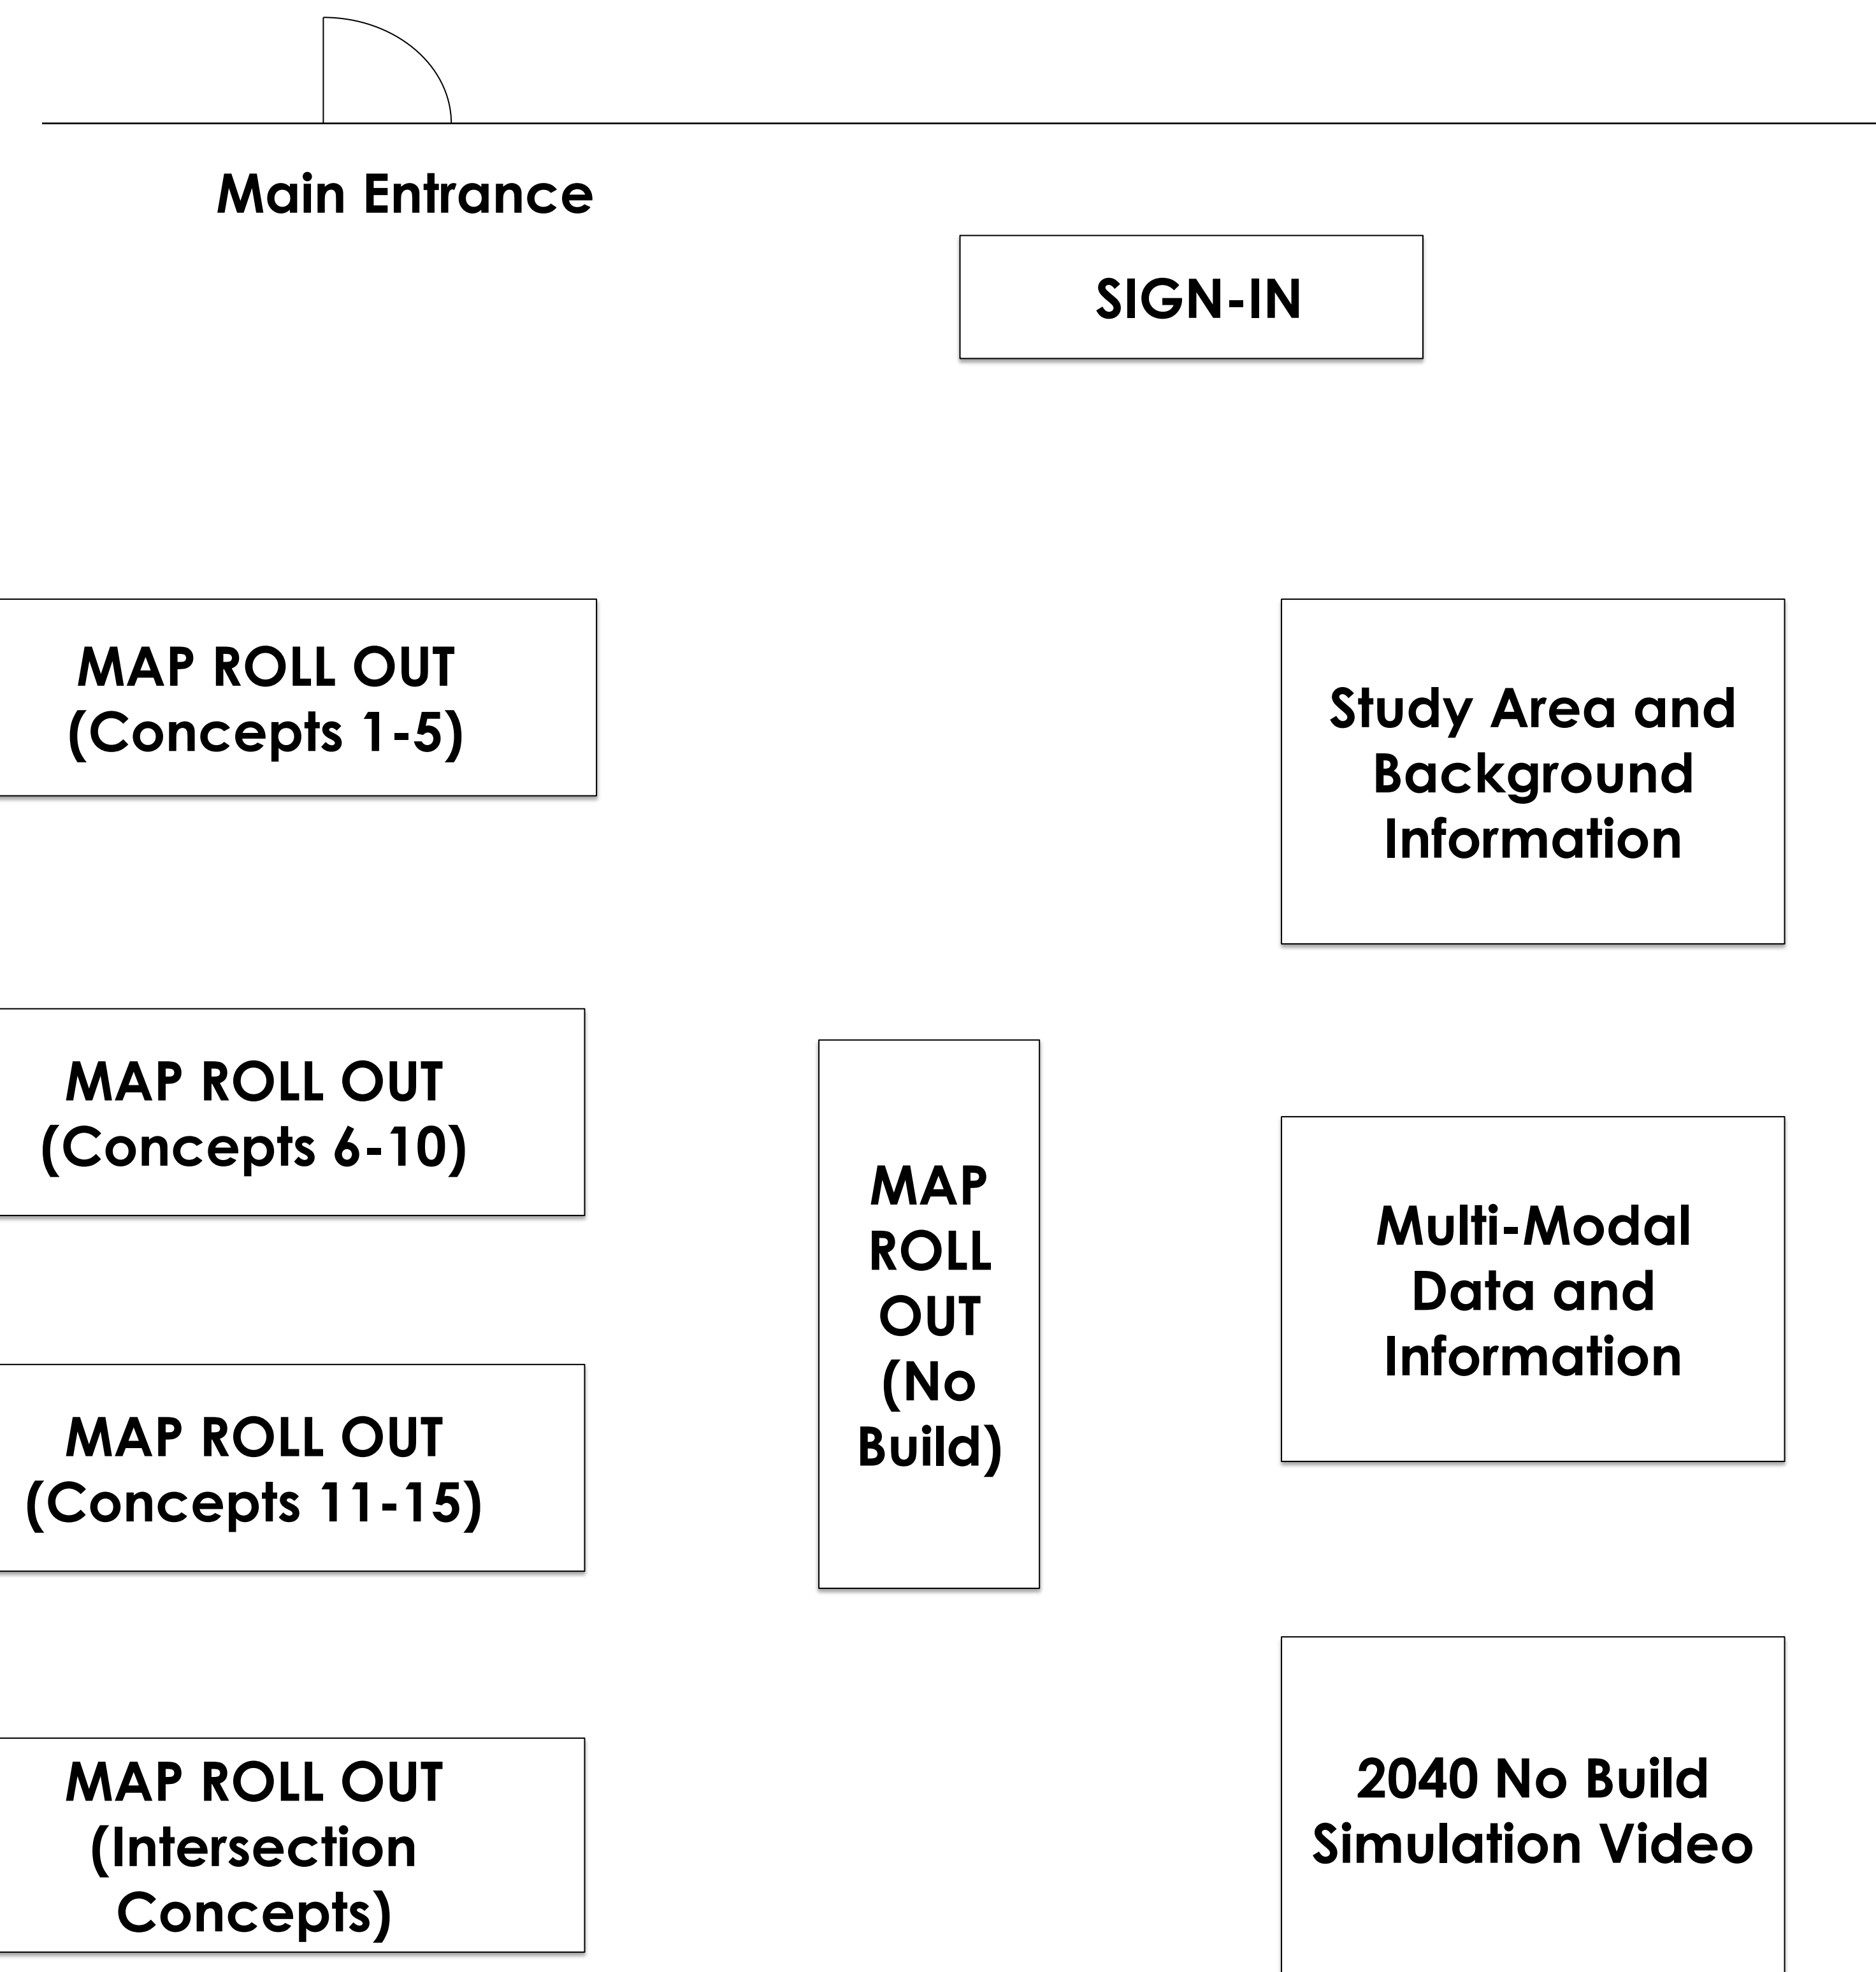 Main Entrance
SIGN-IN
MAP ROLL OUT
(Concepts 1-5)
Study Area and
Background
Information
MAP ROLL OUT
(Concepts 6-10)
MAP
ROLL
OUT
(No
Build)
Multi-Modal
Data and
Information
MAP ROLL OUT
(Concepts 11-15)
MAP ROLL OUT
(Intersection
Concepts)
2040 No Build
Simulation Video